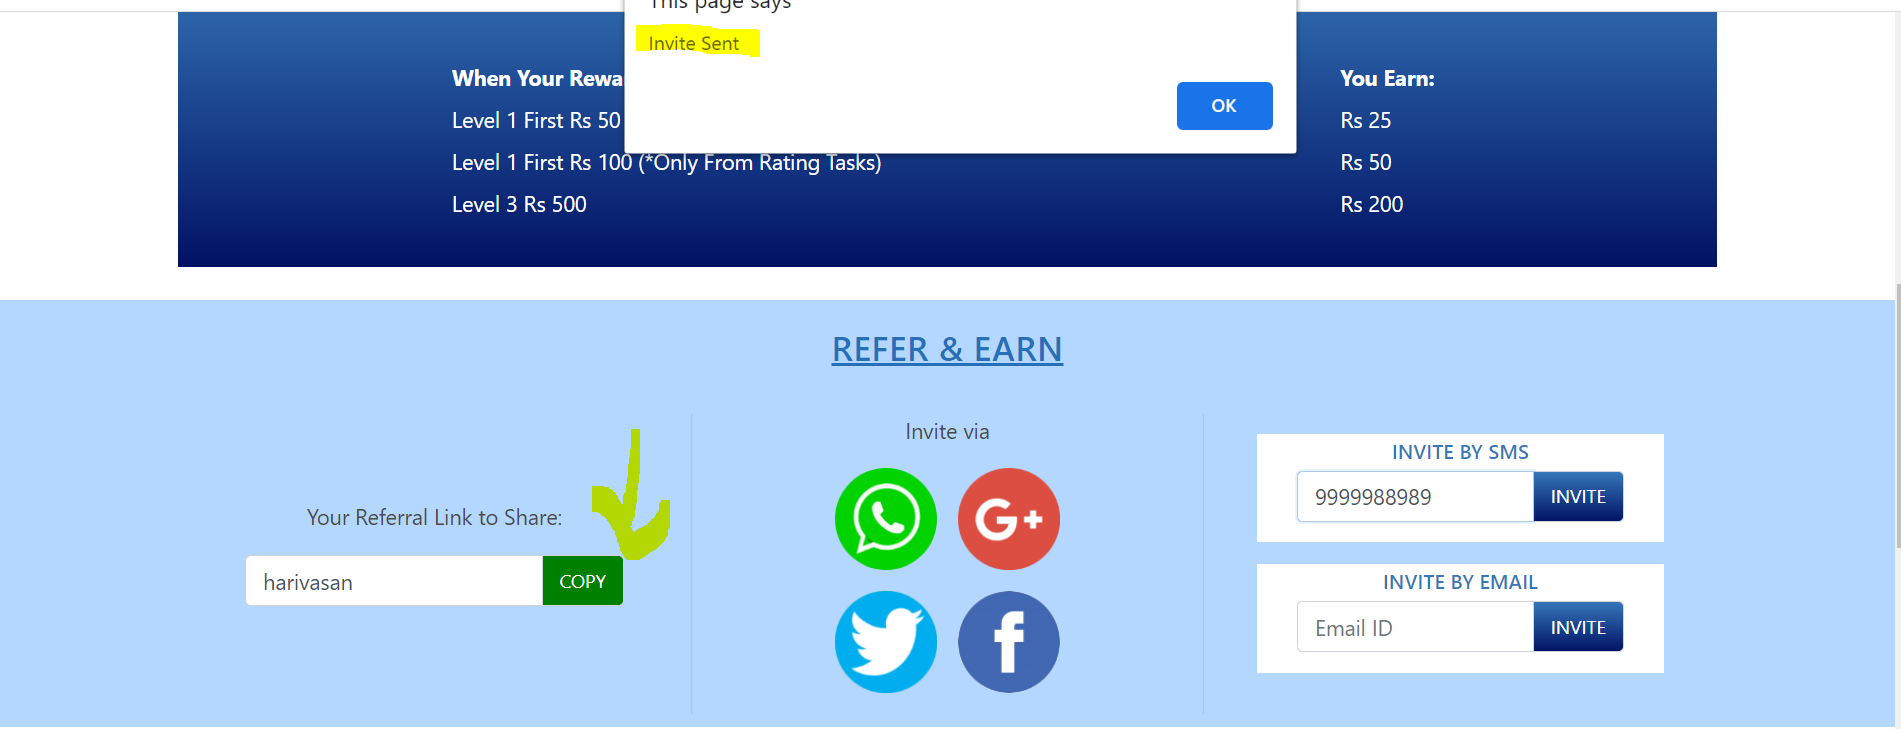 This page says
Invite Sent
OK
When Your Rewa
You Earn:
Level 1 First Rs 50
Rs 25
Level 1 First Rs 100 (*Only From Rating Tasks)
Rs 50
Level 3 Rs 500
Rs 200
REFER & EARN
Your Referral Link to Share:
harivasan
COPY
Invite via
G+
f
INVITE BY SMS
9999988989
INVITE
INVITE BY EMAIL
Email ID
INVITE